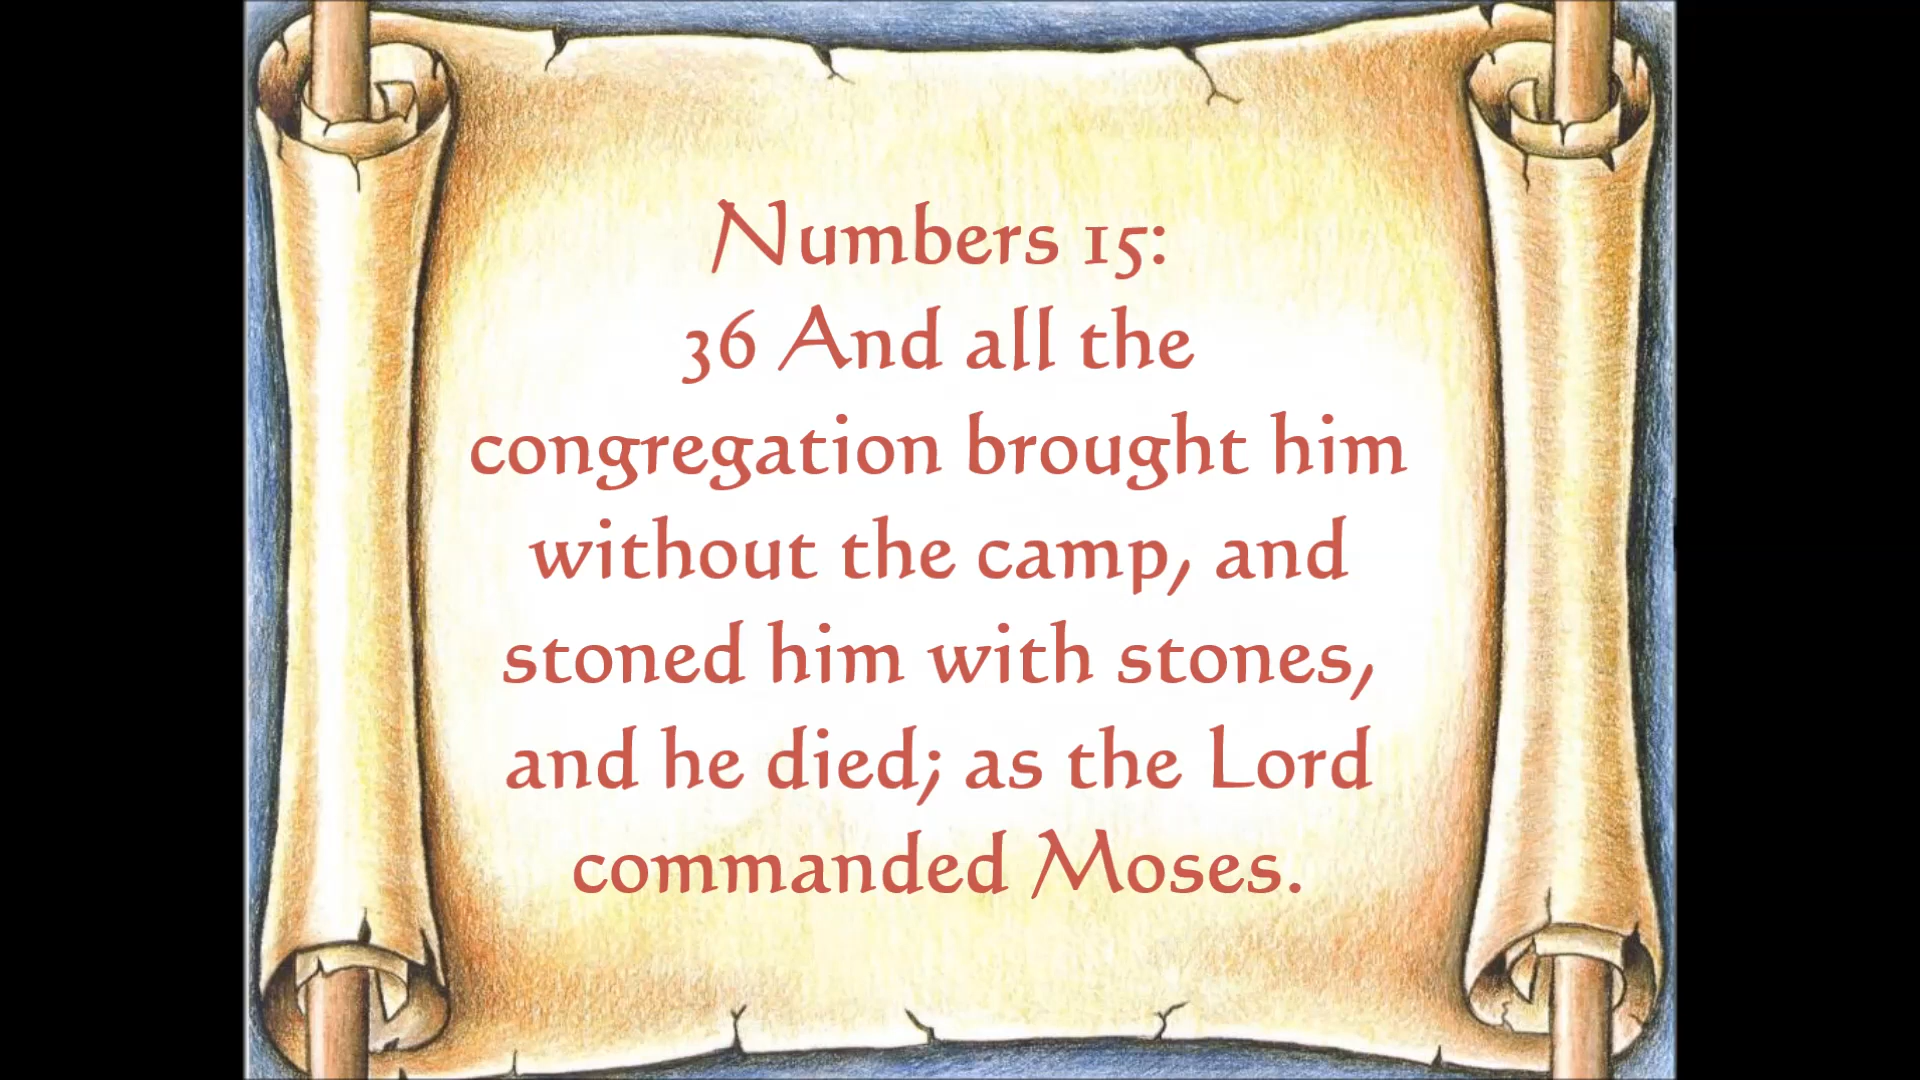 Numbers 15:
36 And all the
congregation brought him
without the camp, and
stoned him with stones,
and he died; as the Lord
commanded Moses.